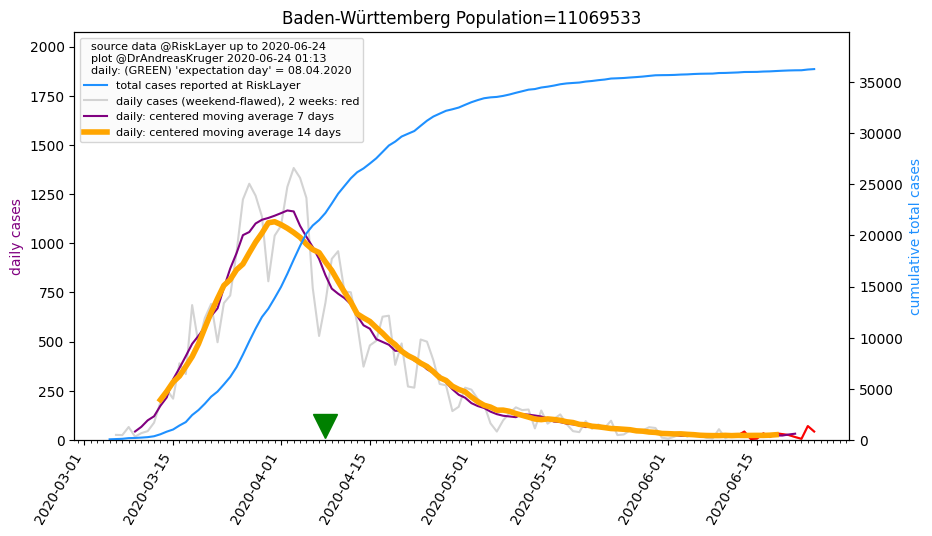 Baden-Württemberg Population=11069533
source data @RiskLayer up to 2020-06-24
plot @DrAndreasKruger 2020-06-24 01:13
daily: (GREEN) 'expectation day' = 08.04.2020
total cases reported at RiskLayer
daily cases (weekend-flawed), 2 weeks: red
daily: centered moving average 7 days
daily: centered moving average 14 days
daily cases
2000
1750
1500
1250
1000
750
500
250
0
35000
30000
25000
20000
15000
10000
5000
0
cumulative total cases
2020-03-01
2020-03-15
2020-04-01
2020-04-15
2020-05-01
2020-05-15
2020-06-01
2020-06-15